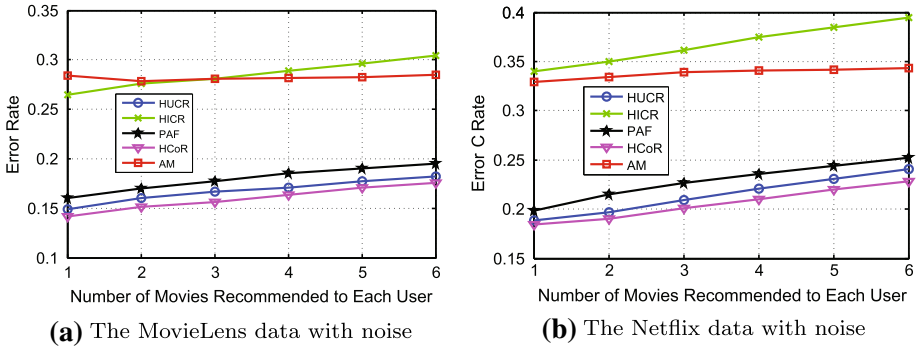 0.35
0.3
0.25
0.2
0.15
0.1
Error Rate
HUCR
HICR
PAF
HCoR
AM
1 2 3 4 5 6
Number of Movies Recommended to Each User
(a) The MovieLens data with noise
0.4
0.35
0.3
0.25
0.2
0.15
Error C Rate
HUCR
HICR
PAF
HCoR
AM
1 2 3 4 5 6
Number of Movies Recommended to Each User
(b) The Netflix data with noise